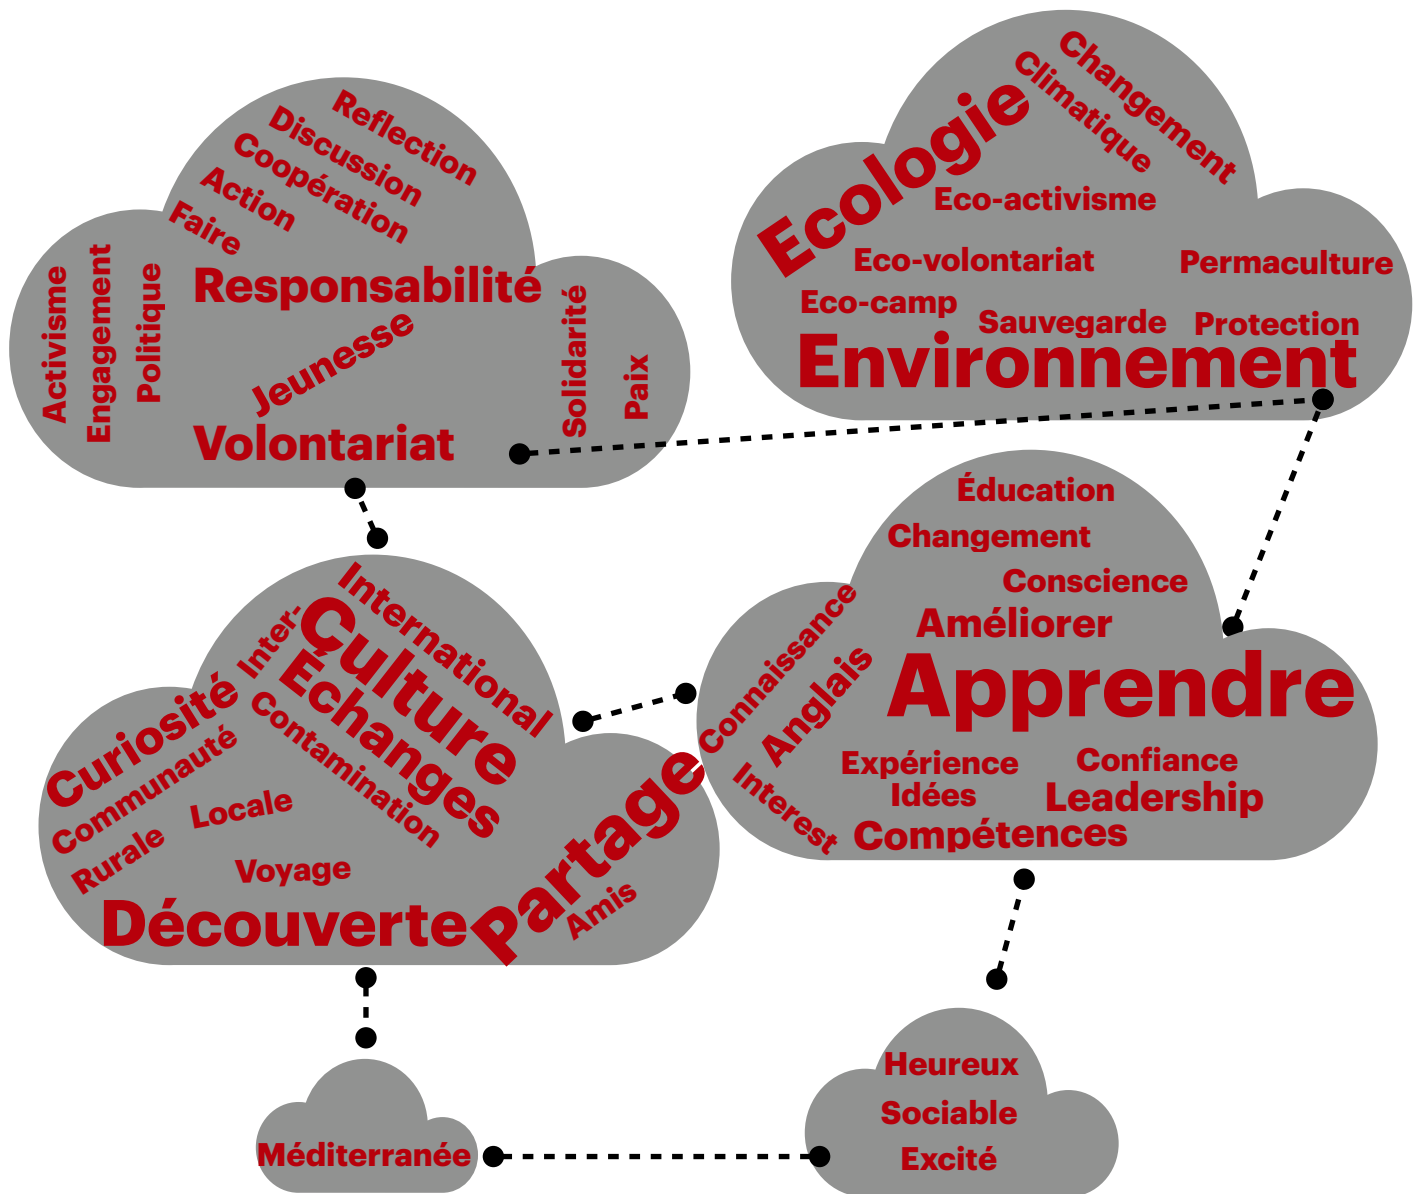 Reflection
Discussion
Coopération
Action
Faire
Responsabilité
Activisme
Engagement
Politique
Jeunesse
Solidarité
Paix
Volontariat
Ecologie
Changement
Climatique
Eco-activisme
Eco-volontariat
Permaculture
Eco-camp
Sauvegarde
Protection
Environnement
International
Inter-
Culture
Échanges
Contamination
Curiosité
Communauté
Rurale
Locale
Voyage
Découverte
Partage
Amis
Éducation
Changement
Conscience
Améliorer
Connaissance
Anglais
Apprendre
Interest
Expérience
Confiance
Idées
Leadership
Compétences
Méditerranée
Heureux
Sociable
Excité